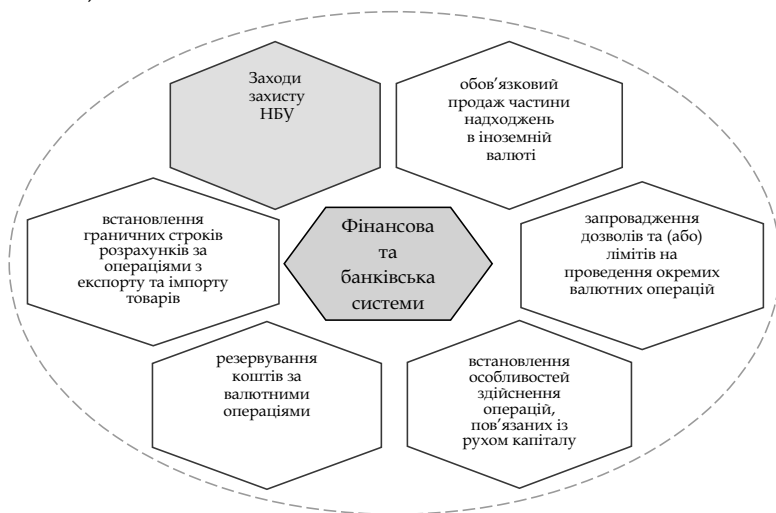 Заходи
захисту
НБУ
обов’язковий
продаж частини
надходжень
в іноземній
валюті
встановлення
граничних строків
розрахунків за
операціями з
експорту та імпорту
товарів
Фінансова
та
банківська
системи
запровадження
дозволів та (або)
лімітів на
проведення окремих
валютних операцій
резервування
коштів за
валютними
операціями
встановлення
особливостей
здійснення
операцій,
пов’язаних із
рухом капіталу